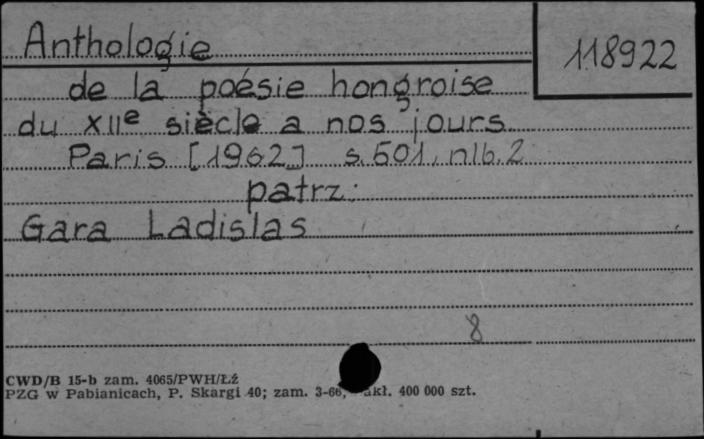 Anthologie
118922
de la poésie hongroise
du XIIe siècle a nos jours
Paris [1962] s. 501, nlb. 2
patrz:
Gara Ladislas
8
CWD/B 15-b zam. 4065/PWH/Łź
PZG w Pabianicach, P. Skargi 40; zam. 3-66, akł. 400 000 szt.